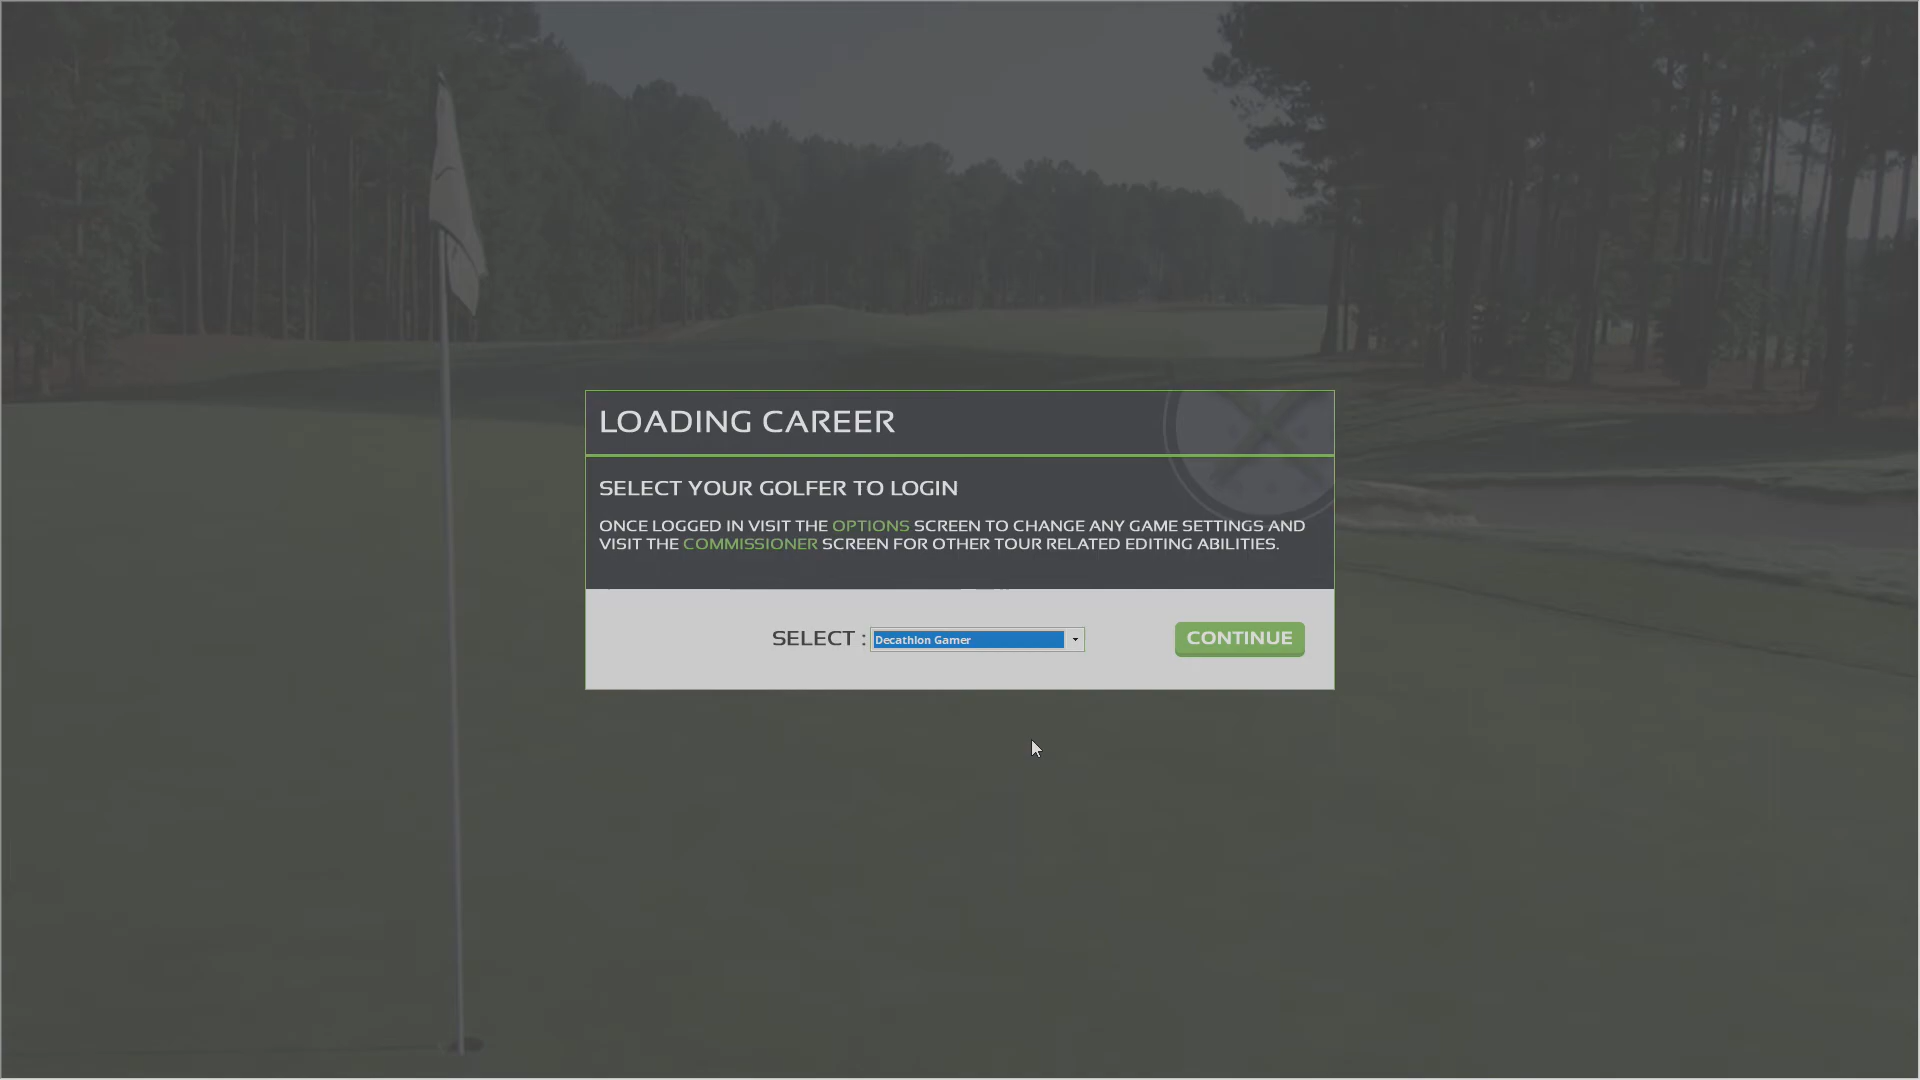 LOADING CAREER
SELECT YOUR GOLFER TO LOGIN
ONCE LOGGED IN VISIT THE OPTIONS SCREEN TO CHANGE ANY GAME SETTINGS AND
VISIT THE COMMISSIONER SCREEN FOR OTHER TOUR RELATED EDITING ABILITIES.
SELECT : Decathlon Gamer CONTINUE